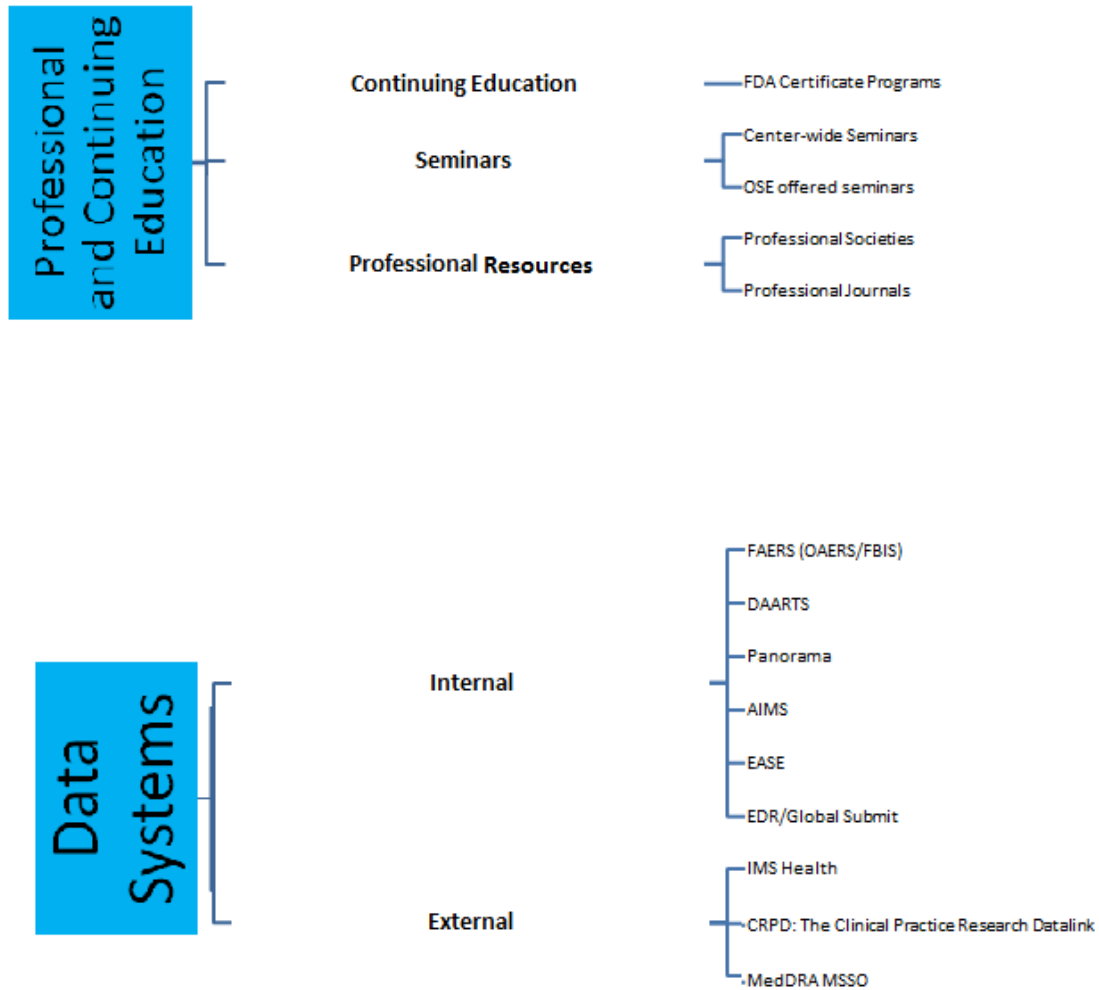 Professional
and Continuing
Education
Continuing Education
FDA Certificate Programs
Seminars
Center-wide Seminars
OSE offered seminars
Professional Resources
Professional Societies
Professional Journals
Data
Systems
Internal
FAERS (OAERS/FBIS)
DAARTS
Panorama
AIMS
EASE
EDR/Global Submit
External
IMS Health
CRPD: The Clinical Practice Research Datalink
MedDRA MSSO